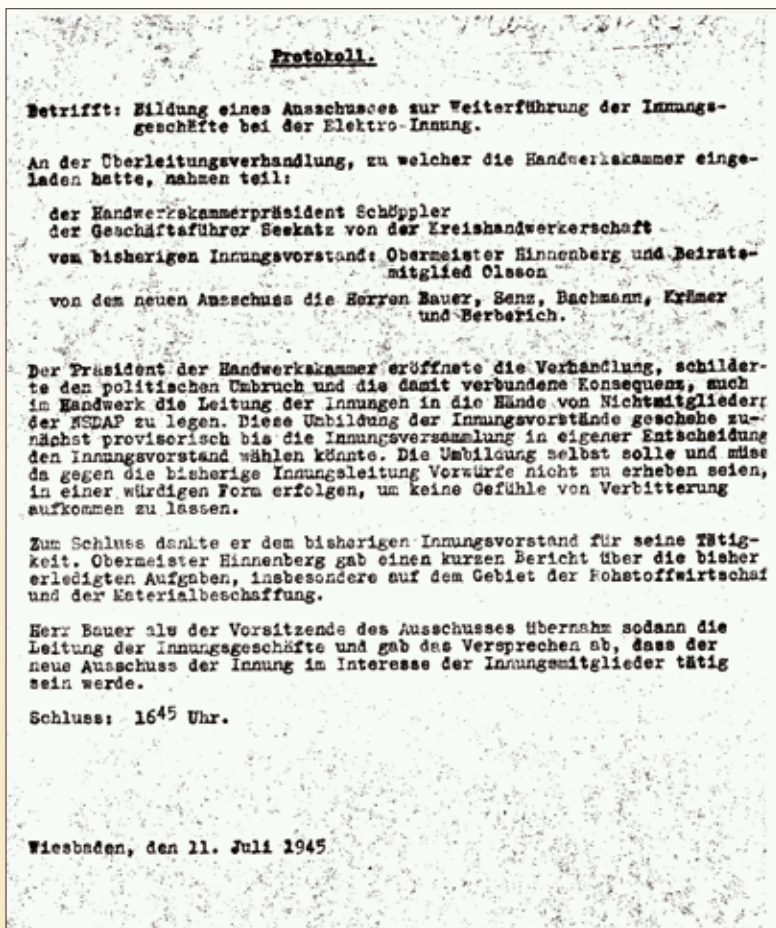 Protokoll.
Betrifft: Bildung eines Ausschusses zur Weiterführung der Innungs-
geschäfte bei der Elektro-Innung.
An der Überleitungsverhandlung, zu welcher die Handwerkskammer einge-
laden hatte, nahmen teil:
der Handwerkskammerpräsident Schöppler
der Geschäftsführer Seekatz von der Kreishandwerkerschaft
vom bisherigen Innungsvorstand: Obermeister Hinnenberg und Beirats-
mitglied Olsson
von dem neuen Ausschuss die Herren Bauer, Senz, Bachmann, Krämer
und Berberich.
Der Präsident der Handwerkskammer eröffnete die Verhandlung, schilder-
te den politischen Umbruch und die damit verbundene Konsequenz, auch
im Handwerk die Leitung der Innungen in die Hände von Nichtmitglieder
der NSDAP zu legen. Diese Umbildung der Innungsvorstände geschehe zu-
nächst provisorisch bis die Innungsversammlung in eigener Entscheidung
den Innungsvorstand wählen könnte. Die Umbildung selbst solle und müse
da gegen die bisherige Innungsleitung Vorwürfe nicht zu erheben seien,
in einer würdigen Form erfolgen, um keine Gefühle von Verbitterung
aufkommen zu lassen.
Zum Schluss dankte er dem bisherigen Innungsvorstand für seine Tätig-
keit. Obermeister Hinnenberg gab einen kurzen Bericht über die bisher
erledigten Aufgaben, insbesondere auf dem Gebiet der Rohstoffwirtschaf
und der Materialbeschaffung.
Herr Bauer als der Vorsitzende des Ausschusses übernahm sodann die
Leitung der Innungsgeschäfte und gab das Versprechen ab, dass der
neue Ausschuss der Innung im Interesse der Innungsmitglieder tätig
sein werde.
Schluss: 16⁴⁵ Uhr.
Wiesbaden, den 11. Juli 1945